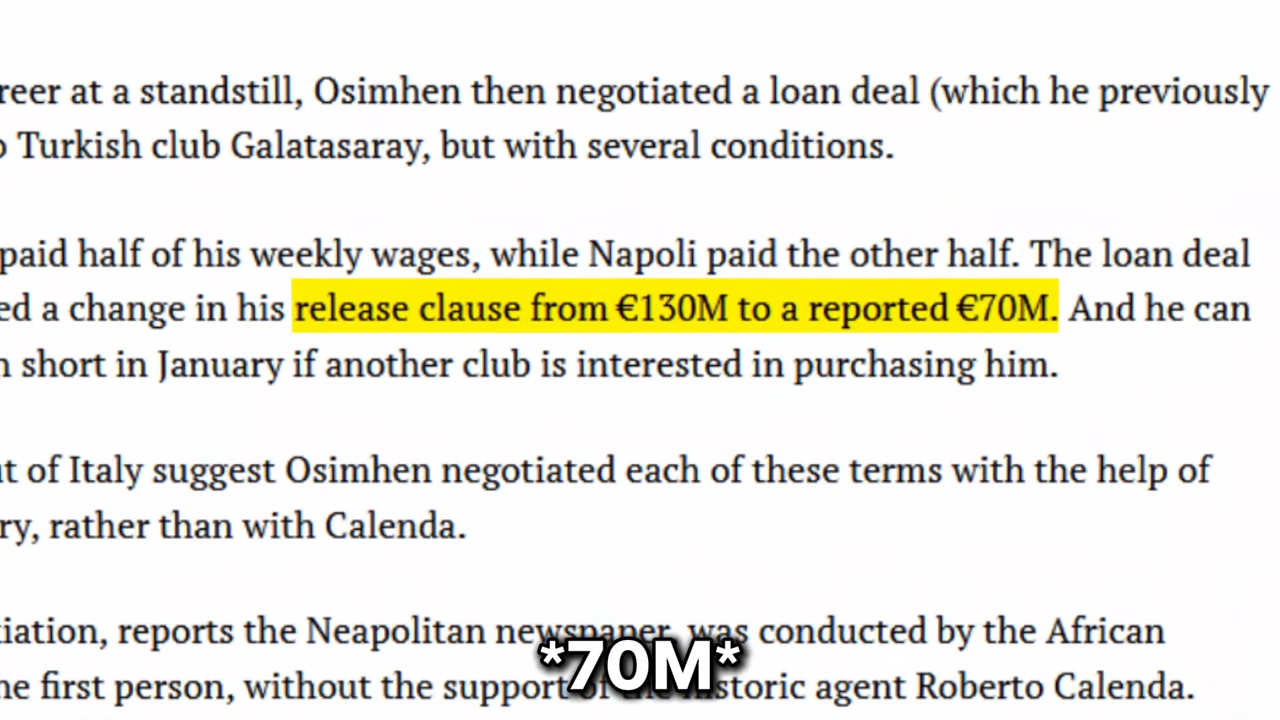 reer at a standstill, Osimhen then negotiated a loan deal (which he previously
o Turkish club Galatasaray, but with several conditions.
paid half of his weekly wages, while Napoli paid the other half. The loan deal
ed a change in his release clause from €130M to a reported €70M. And he can
n short in January if another club is interested in purchasing him.
ut of Italy suggest Osimhen negotiated each of these terms with the help of
ry, rather than with Calenda.
tiation, reports the Neapolitan newspaper, was conducted by the African
he first person, without the support of the historic agent Roberto Calenda.
*70M*